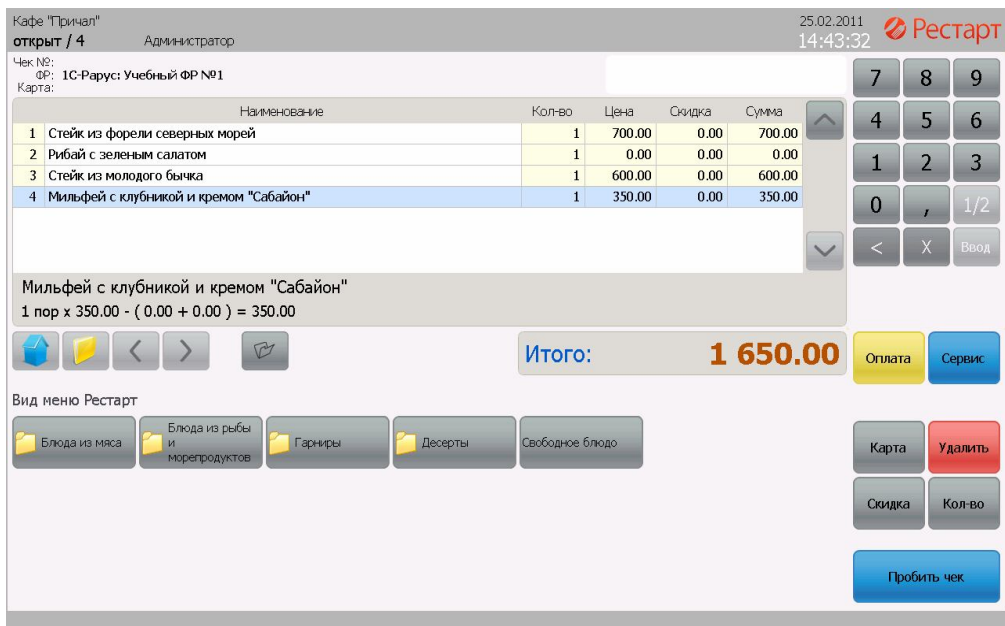 Кафе "Причал"
открыт / 4 Администратор
25.02.2011
14:43:32
Рестарт
Чек №:
ФР: 1С-Рарус: Учебный ФР №1
Карта:
Наименование Кол-во Цена Скидка Сумма
1 Стейк из форели северных морей 1 700.00 0.00 700.00
2 Рибай с зеленым салатом 1 0.00 0.00 0.00
3 Стейк из молодого бычка 1 600.00 0.00 600.00
4 Мильфей с клубникой и кремом "Сабайон" 1 350.00 0.00 350.00
Мильфей с клубникой и кремом "Сабайон"
1 пор x 350.00 - ( 0.00 + 0.00 ) = 350.00
Итого: 1 650.00
Вид меню Рестарт
Блюда из мяса
Блюда из рыбы
и
морепродуктов
Гарниры
Десерты
Свободное блюдо
7 8 9
4 5 6
1 2 3
0 , 1/2
< X Ввод
Оплата Сервис
Карта Удалить
Скидка Кол-во
Пробить чек